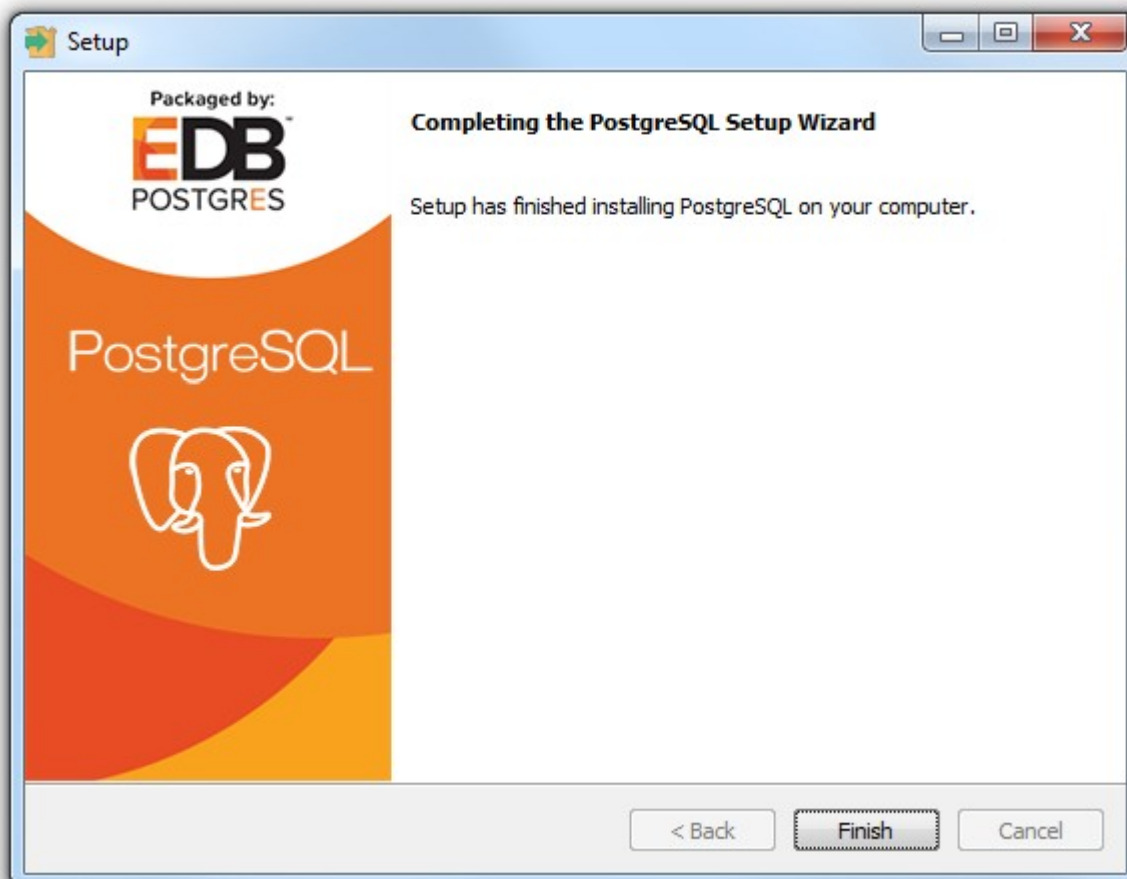 Setup
Packaged by:
EDB™
POSTGRES
PostgreSQL
Completing the PostgreSQL Setup Wizard
Setup has finished installing PostgreSQL on your computer.
< Back
Finish
Cancel